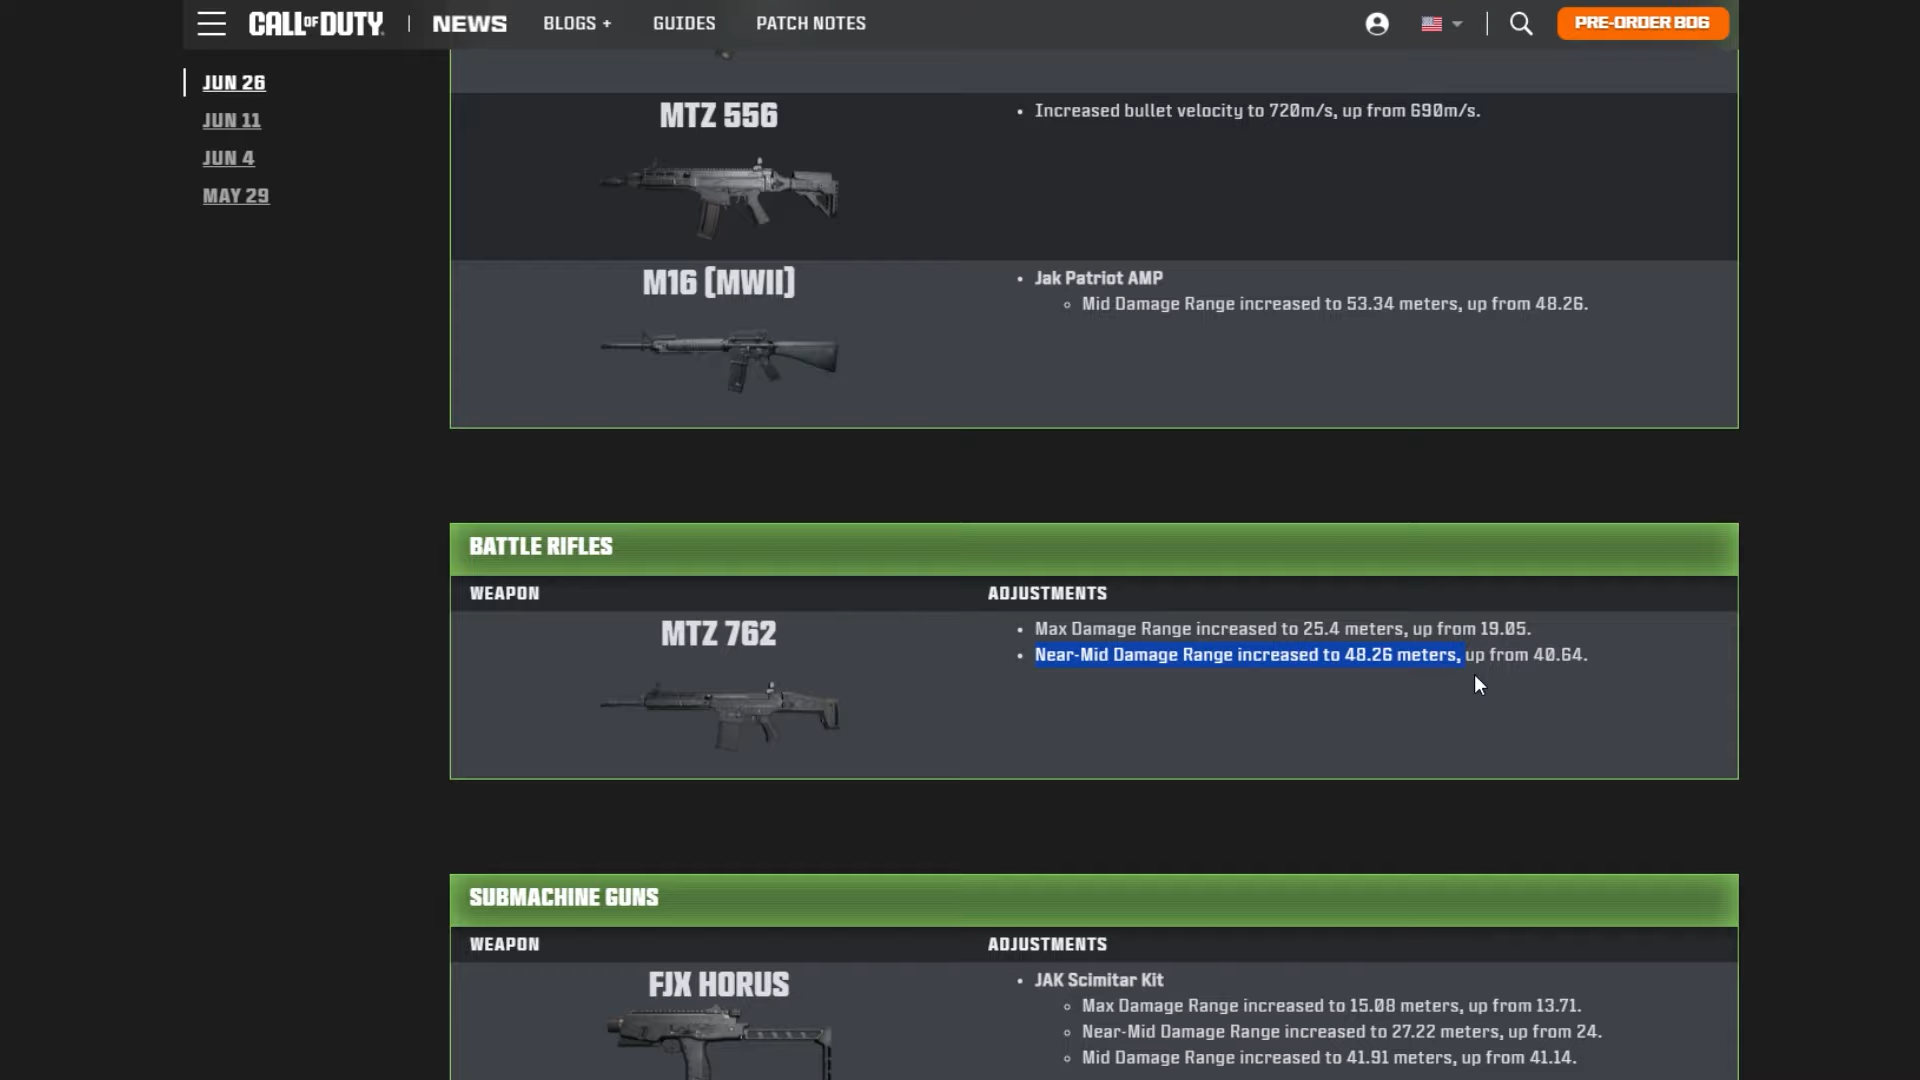 CALL OF DUTY
NEWS
BLOGS +
GUIDES
PATCH NOTES
PRE-ORDER BO6
JUN 26
JUN 11
JUN 4
MAY 29
MTZ 556
• Increased bullet velocity to 720m/s, up from 690m/s.
M16 (MWII)
• Jak Patriot AMP
◦ Mid Damage Range increased to 53.34 meters, up from 48.26.
BATTLE RIFLES
WEAPON
ADJUSTMENTS
MTZ 762
• Max Damage Range increased to 25.4 meters, up from 19.05.
• Near-Mid Damage Range increased to 48.26 meters, up from 40.64.
SUBMACHINE GUNS
WEAPON
ADJUSTMENTS
FJX HORUS
• JAK Scimitar Kit
◦ Max Damage Range increased to 15.08 meters, up from 13.71.
◦ Near-Mid Damage Range increased to 27.22 meters, up from 24.
◦ Mid Damage Range increased to 41.91 meters, up from 41.14.